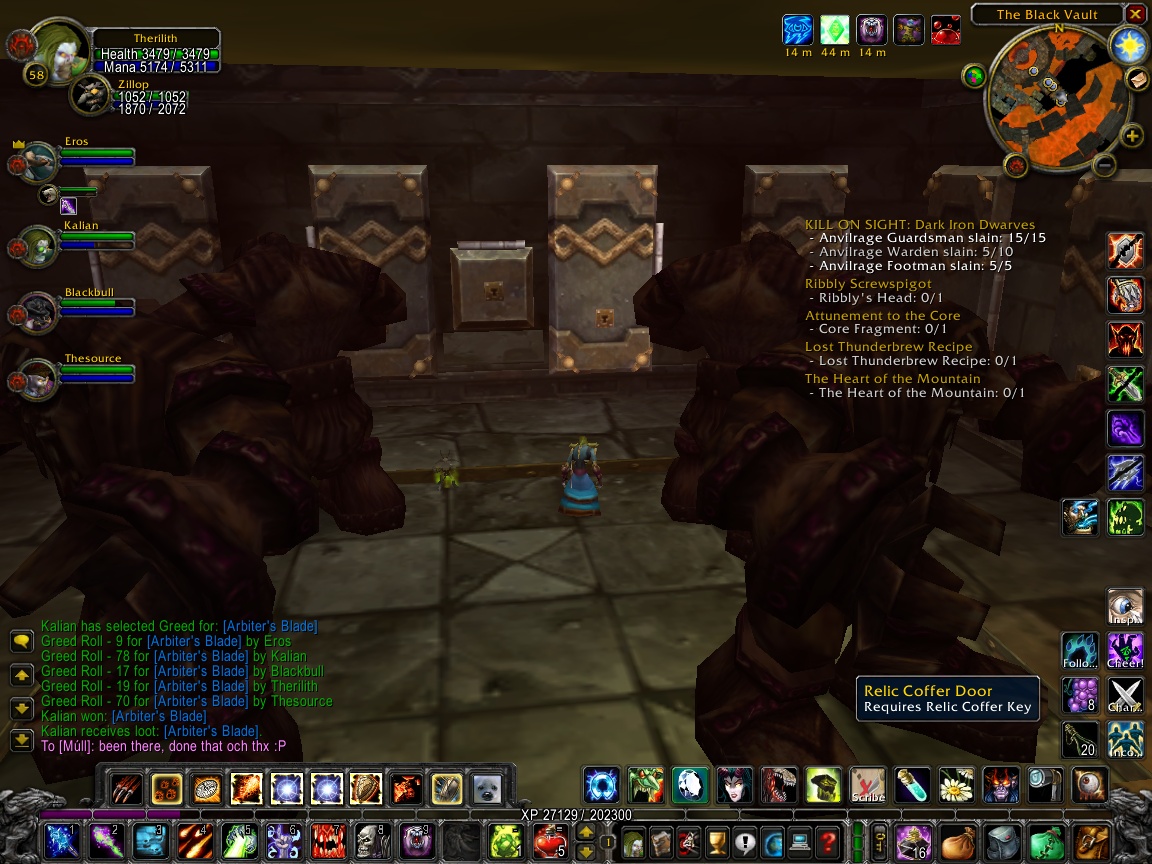 Therilith
Health 3479 / 3479
Mana 5174 / 5311
58
Zillop
1052 / 1052
1870 / 2072
Eros
Kalian
Blackbull
Thesource
14 m
44 m
14 m
The Black Vault
N
KILL ON SIGHT: Dark Iron Dwarves
- Anvilrage Guardsman slain: 15/15
- Anvilrage Warden slain: 5/10
- Anvilrage Footman slain: 5/5
Ribbly Screwspigot
- Ribbly's Head: 0/1
Attunement to the Core
- Core Fragment: 0/1
Lost Thunderbrew Recipe
- Lost Thunderbrew Recipe: 0/1
The Heart of the Mountain
- The Heart of the Mountain: 0/1
Kalian has selected Greed for: [Arbiter's Blade]
Greed Roll - 9 for [Arbiter's Blade] by Eros
Greed Roll - 78 for [Arbiter's Blade] by Kalian
Greed Roll - 17 for [Arbiter's Blade] by Blackbull
Greed Roll - 19 for [Arbiter's Blade] by Therilith
Greed Roll - 70 for [Arbiter's Blade] by Thesource
Kalian won: [Arbiter's Blade]
Kalian receives loot: [Arbiter's Blade].
To [Múll]: been there, done that och thx :P
Relic Coffer Door
Requires Relic Coffer Key
Follo...
Cheer!
8
Char...
20
Scribe
XP 27129 / 202300
1
2
3
4
5
6
7
8
9
5
1
16